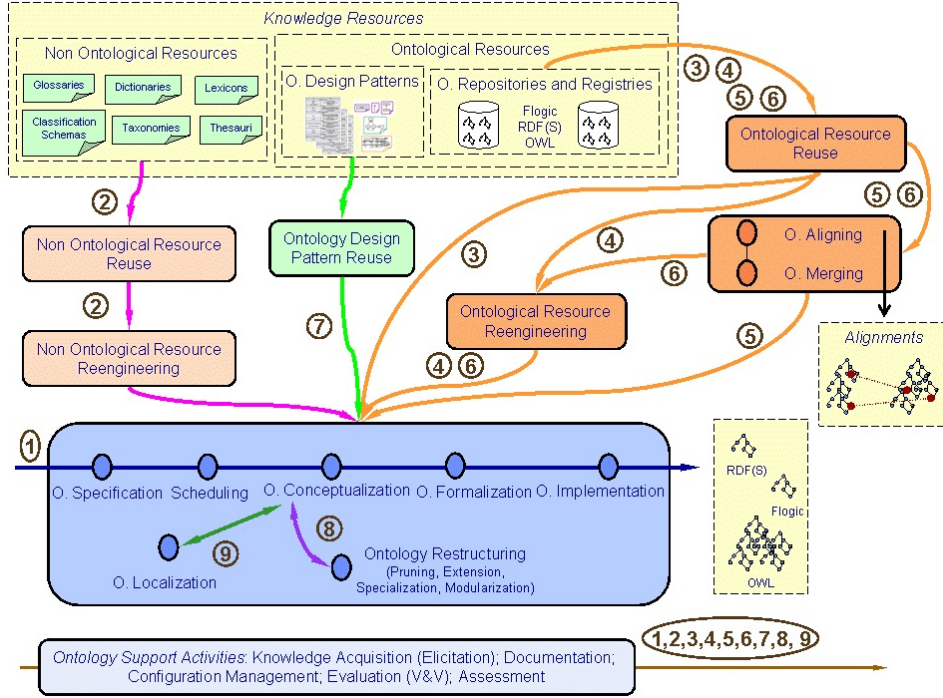 Knowledge Resources
Non Ontological Resources
Glossaries
Dictionaries
Lexicons
Classification
Schemas
Taxonomies
Thesauri
Ontological Resources
O. Design Patterns
O. Repositories and Registries
Flogic
RDF(S)
OWL
3 4
5 6
Ontological Resource
Reuse
5 6
2
Non Ontological Resource
Reuse
Ontology Design
Pattern Reuse
3
4
O. Aligning
O. Merging
6
2
7
Ontological Resource
Reengineering
5
Non Ontological Resource
Reengineering
4 6
Alignments
1
O. Specification
Scheduling
O. Conceptualization
O. Formalization
O. Implementation
9
8
O. Localization
Ontology Restructuring
(Pruning, Extension,
Specialization, Modularization)
RDF(S)
Flogic
OWL
1,2,3,4,5,6,7,8, 9
Ontology Support Activities: Knowledge Acquisition (Elicitation); Documentation;
Configuration Management; Evaluation (V&V); Assessment